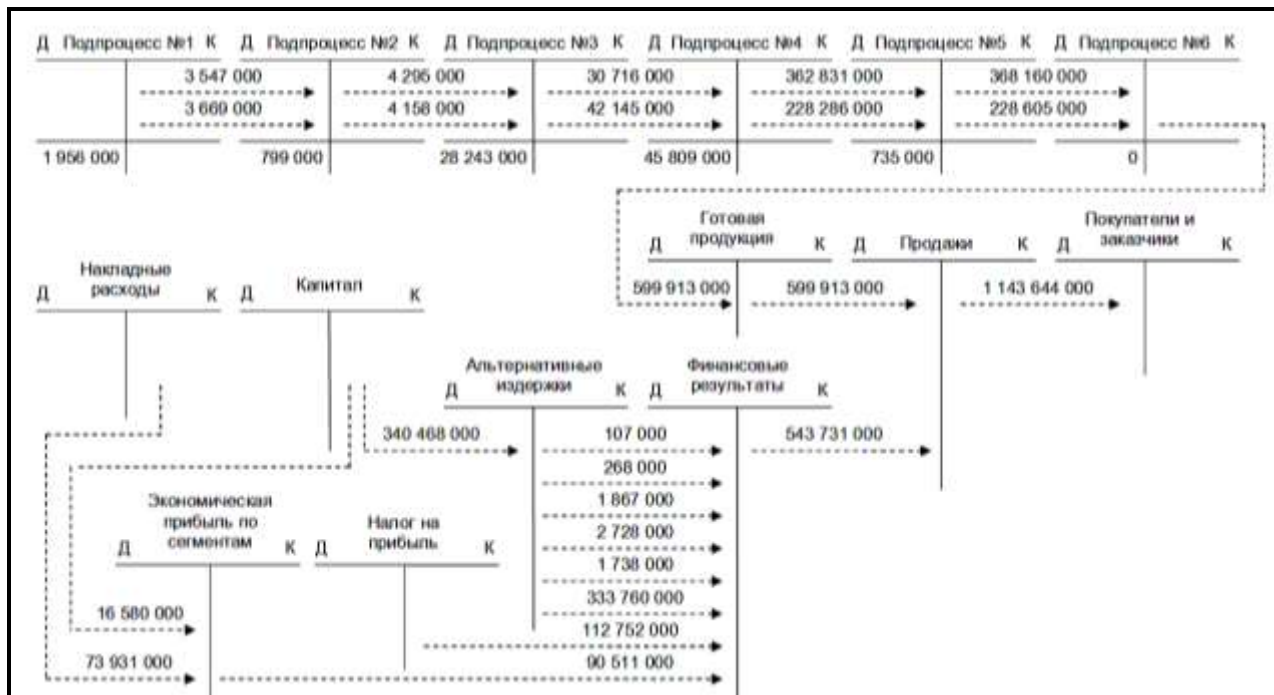 Д Подпроцесс №1 К Д Подпроцесс №2 К Д Подпроцесс №3 К Д Подпроцесс №4 К Д Подпроцесс №5 К Д Подпроцесс №6 К
3 547 000 4 295 000 30 716 000 362 831 000 368 160 000
3 669 000 4 158 000 42 145 000 228 286 000 228 605 000
1 956 000 799 000 28 243 000 45 809 000 735 000 0
Готовая
продукция
Д К
Продажи
Д К
Покупатели и
заказчики
Д К
599 913 000 599 913 000 1 143 644 000
Накладные
расходы
Д К
Капитал
Д К
Альтернативные
издержки
Д К
Финансовые
результаты
Д К
340 468 000 107 000 543 731 000
268 000
1 867 000
2 728 000
1 738 000
333 760 000
Экономическая
прибыль по
сегментам
Д К
Налог на
прибыль
Д К
16 580 000 112 752 000
73 931 000 90 511 000